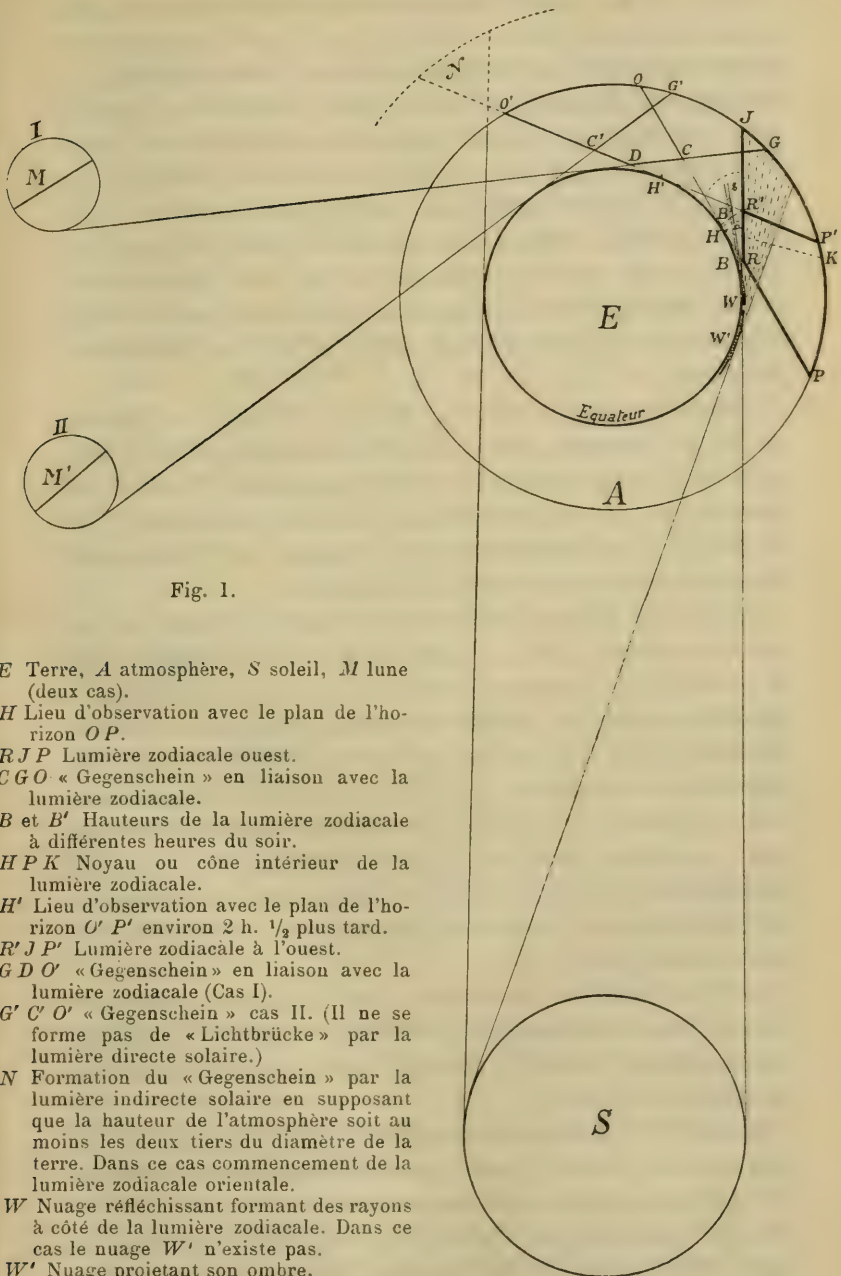 I
M
N
O'
O
G'
C'
D
C
J
G
H'
R'
B'
H
P'
K
B
R
E
W
W'
P
Equateur
II
M'
A
S
Fig. 1.
E Terre, A atmosphère, S soleil, M lune
(deux cas).
H Lieu d'observation avec le plan de l'ho-
rizon O P.
R J P Lumière zodiacale ouest.
C G O « Gegenschein » en liaison avec la
lumière zodiacale.
B et B' Hauteurs de la lumière zodiacale
à différentes heures du soir.
H P K Noyau ou cône intérieur de la
lumière zodiacale.
H' Lieu d'observation avec le plan de l'ho-
rizon O' P' environ 2 h. 1/2 plus tard.
R' J P' Lumière zodiacale à l'ouest.
G D O' « Gegenschein » en liaison avec la
lumière zodiacale (Cas I).
G' C' O' « Gegenschein » cas II. (Il ne se
forme pas de « Lichtbrücke » par la
lumière directe solaire.)
N Formation du « Gegenschein » par la
lumière indirecte solaire en supposant
que la hauteur de l'atmosphère soit au
moins les deux tiers du diamètre de la
terre. Dans ce cas commencement de la
lumière zodiacale orientale.
W Nuage réfléchissant formant des rayons
à côté de la lumière zodiacale. Dans ce
cas le nuage W' n'existe pas.
W' Nuage projetant son ombre.